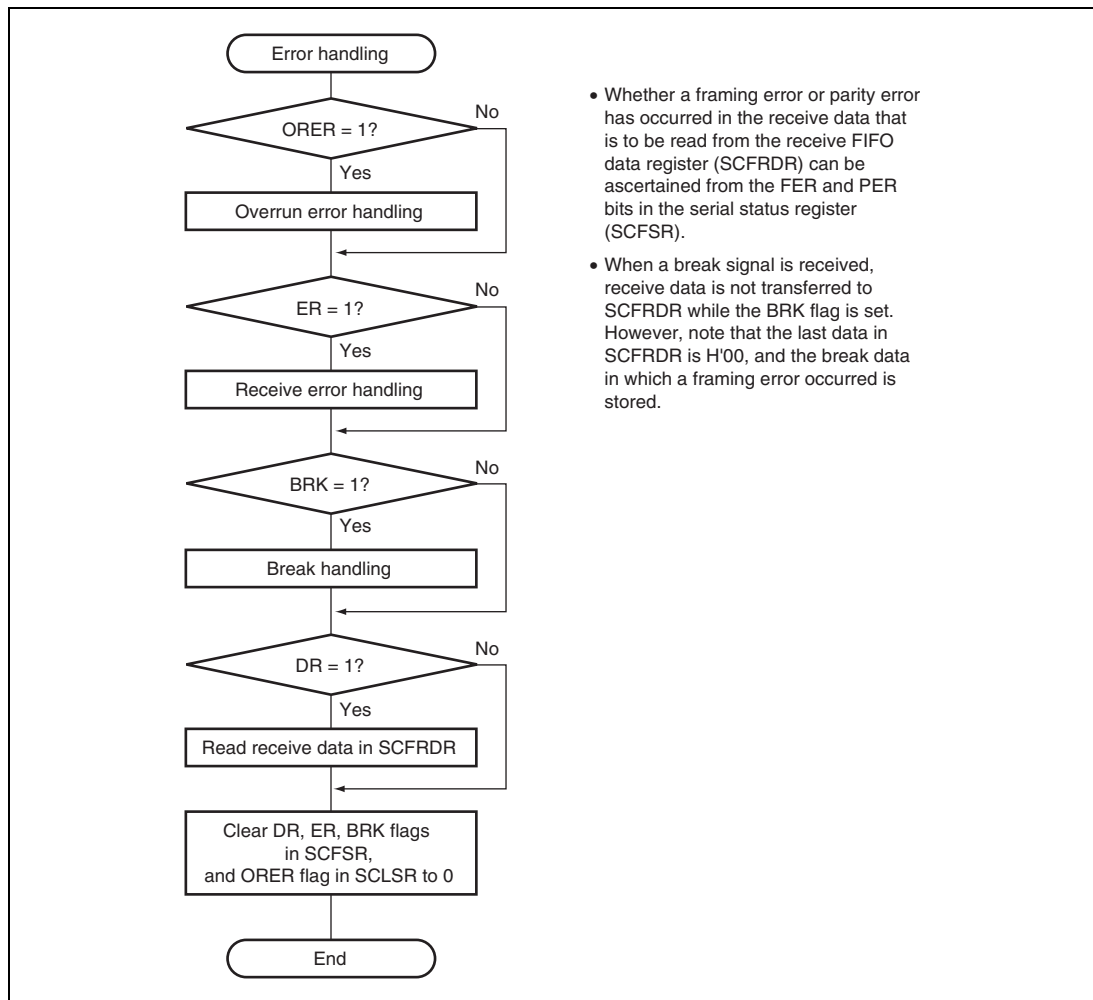 Error handling
ORER = 1?
No
Yes
Overrun error handling
ER = 1?
No
Yes
Receive error handling
BRK = 1?
No
Yes
Break handling
DR = 1?
No
Yes
Read receive data in SCFRDR
Clear DR, ER, BRK flags
in SCFSR,
and ORER flag in SCLSR to 0
End
• Whether a framing error or parity error
has occurred in the receive data that
is to be read from the receive FIFO
data register (SCFRDR) can be
ascertained from the FER and PER
bits in the serial status register
(SCFSR).
• When a break signal is received,
receive data is not transferred to
SCFRDR while the BRK flag is set.
However, note that the last data in
SCFRDR is H'00, and the break data
in which a framing error occurred is
stored.